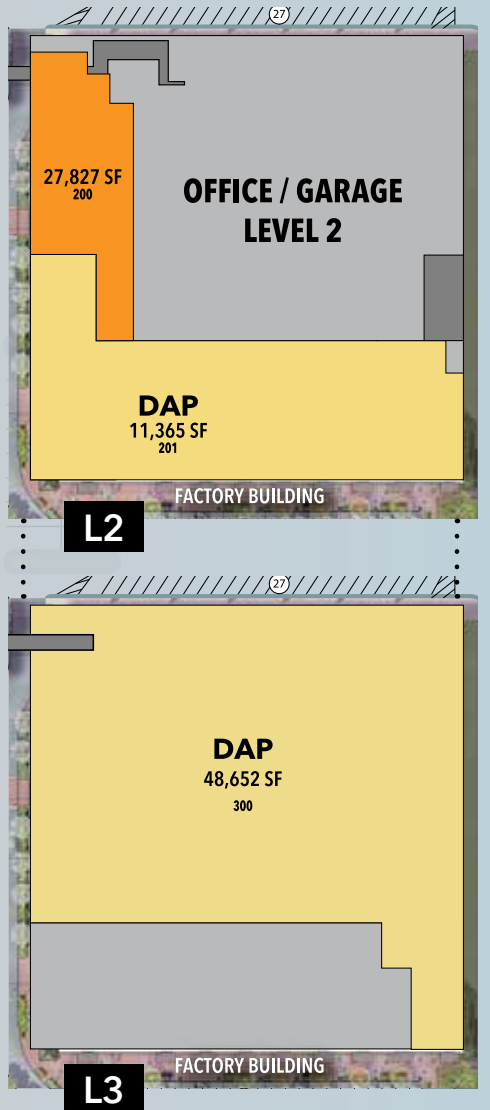 27
27,827 SF
200
OFFICE / GARAGE
LEVEL 2
DAP
11,365 SF
201
FACTORY BUILDING
L2
27
DAP
48,652 SF
300
FACTORY BUILDING
L3